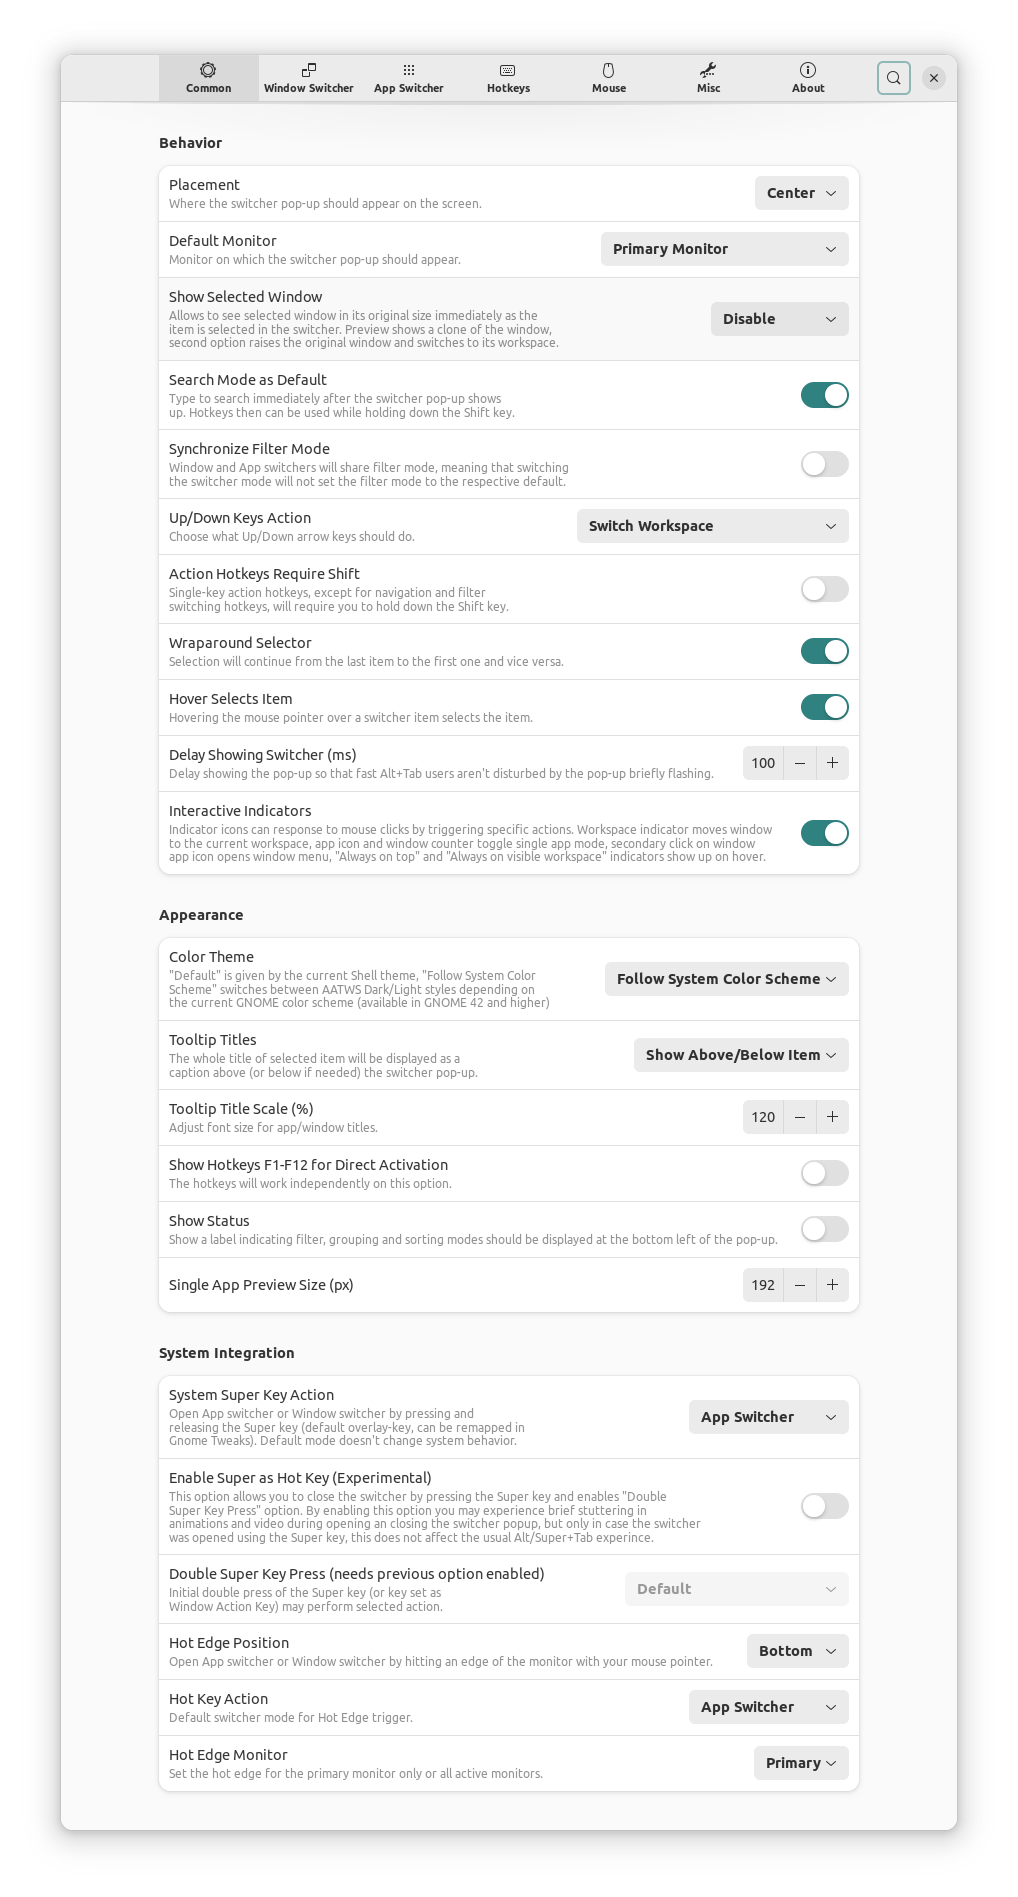 Common
Window Switcher
App Switcher
Hotkeys
Mouse
Misc
About
Behavior
Placement
Where the switcher pop-up should appear on the screen.
Center
Default Monitor
Monitor on which the switcher pop-up should appear.
Primary Monitor
Show Selected Window
Allows to see selected window in its original size immediately as the
item is selected in the switcher. Preview shows a clone of the window,
second option raises the original window and switches to its workspace.
Disable
Search Mode as Default
Type to search immediately after the switcher pop-up shows
up. Hotkeys then can be used while holding down the Shift key.
Synchronize Filter Mode
Window and App switchers will share filter mode, meaning that switching
the switcher mode will not set the filter mode to the respective default.
Up/Down Keys Action
Choose what Up/Down arrow keys should do.
Switch Workspace
Action Hotkeys Require Shift
Single-key action hotkeys, except for navigation and filter
switching hotkeys, will require you to hold down the Shift key.
Wraparound Selector
Selection will continue from the last item to the first one and vice versa.
Hover Selects Item
Hovering the mouse pointer over a switcher item selects the item.
Delay Showing Switcher (ms)
Delay showing the pop-up so that fast Alt+Tab users aren't disturbed by the pop-up briefly flashing.
100 − +
Interactive Indicators
Indicator icons can response to mouse clicks by triggering specific actions. Workspace indicator moves window
to the current workspace, app icon and window counter toggle single app mode, secondary click on window
app icon opens window menu, "Always on top" and "Always on visible workspace" indicators show up on hover.
Appearance
Color Theme
"Default" is given by the current Shell theme, "Follow System Color
Scheme" switches between AATWS Dark/Light styles depending on
the current GNOME color scheme (available in GNOME 42 and higher)
Follow System Color Scheme
Tooltip Titles
The whole title of selected item will be displayed as a
caption above (or below if needed) the switcher pop-up.
Show Above/Below Item
Tooltip Title Scale (%)
Adjust font size for app/window titles.
120 − +
Show Hotkeys F1-F12 for Direct Activation
The hotkeys will work independently on this option.
Show Status
Show a label indicating filter, grouping and sorting modes should be displayed at the bottom left of the pop-up.
Single App Preview Size (px)
192 − +
System Integration
System Super Key Action
Open App switcher or Window switcher by pressing and
releasing the Super key (default overlay-key, can be remapped in
Gnome Tweaks). Default mode doesn't change system behavior.
App Switcher
Enable Super as Hot Key (Experimental)
This option allows you to close the switcher by pressing the Super key and enables "Double
Super Key Press" option. By enabling this option you may experience brief stuttering in
animations and video during opening an closing the switcher popup, but only in case the switcher
was opened using the Super key, this does not affect the usual Alt/Super+Tab experince.
Double Super Key Press (needs previous option enabled)
Initial double press of the Super key (or key set as
Window Action Key) may perform selected action.
Default
Hot Edge Position
Open App switcher or Window switcher by hitting an edge of the monitor with your mouse pointer.
Bottom
Hot Key Action
Default switcher mode for Hot Edge trigger.
App Switcher
Hot Edge Monitor
Set the hot edge for the primary monitor only or all active monitors.
Primary